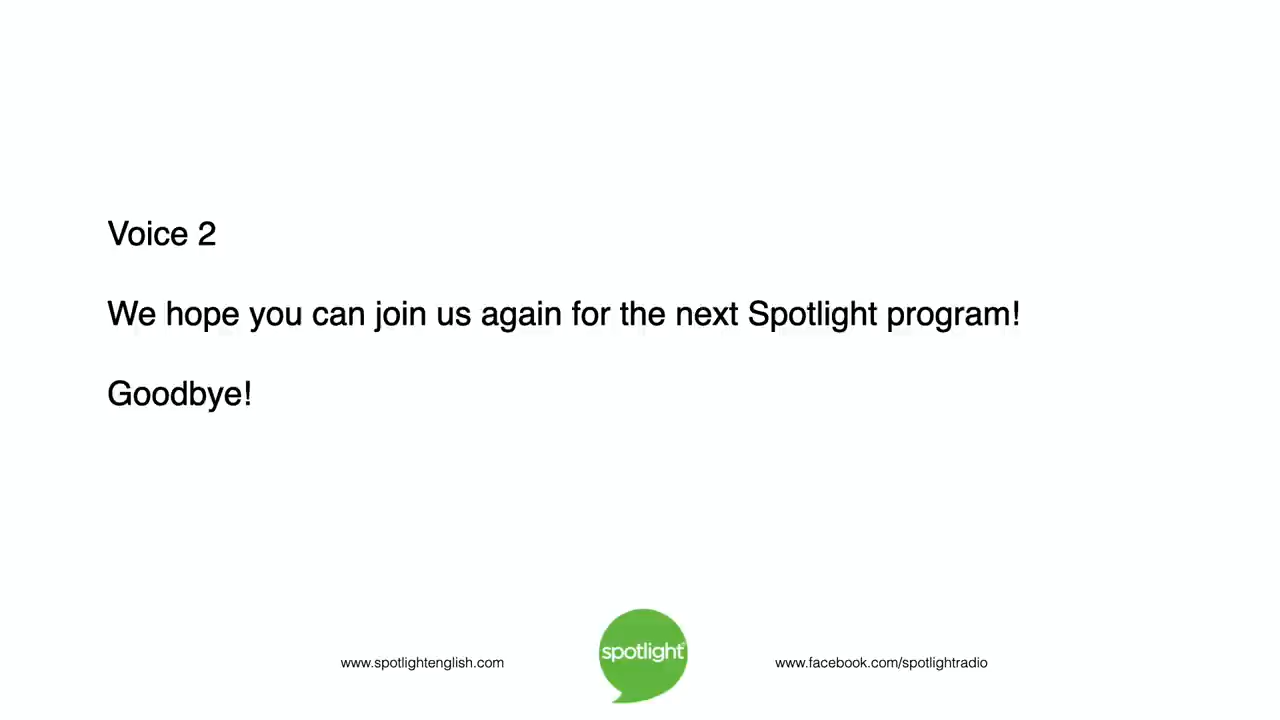 Voice 2
We hope you can join us again for the next Spotlight program!
Goodbye!
www.spotlightenglish.com
spotlight
www.facebook.com/spotlightradio